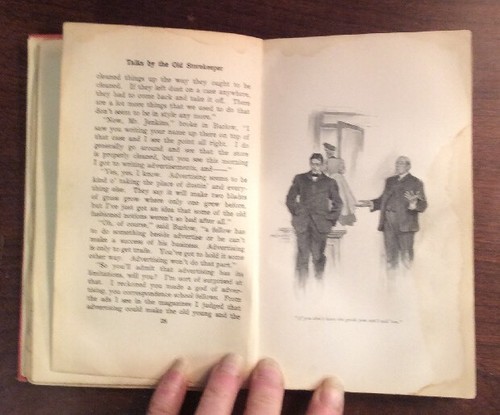 Talks by the Old Storekeeper
cleaned things up the way they ought to be
cleaned. If they left dust on a case anywhere,
they had to come back and take it off. There
are a lot more things that we used to do that
don't seem to be in style any more."
"Now, Mr. Jenkins," broke in Barlow, "I
saw you writing your name up there on top of
that case and I see the point all right. I do
generally go around and see that the store
is properly cleaned, but you see this morning
I got to writing advertisements, and——"
"Yes, yes, I know. Advertising seems to be
kind o' taking the place of dustin' and every-
thing else. They say it will make two blades
of grass grow where only one grew before,
but I've just got an idea that some of the old
fashioned notions weren't so bad after all."
"Oh, of course," said Barlow, "a fellow has
to do something beside advertise or he can't
make a success of his business. Advertising
is only to get trade. You've got to hold it some
other way. Advertising won't do that part."
"So you'll admit that advertising has its
limitations, will you? I'm sort of surprised at
that. I reckoned you made a god of adver-
tising, you correspondence school fellows. From
the ads I see in the magazines I judged that
advertising could make the old young and the
"If you don't have the goods you can't sell